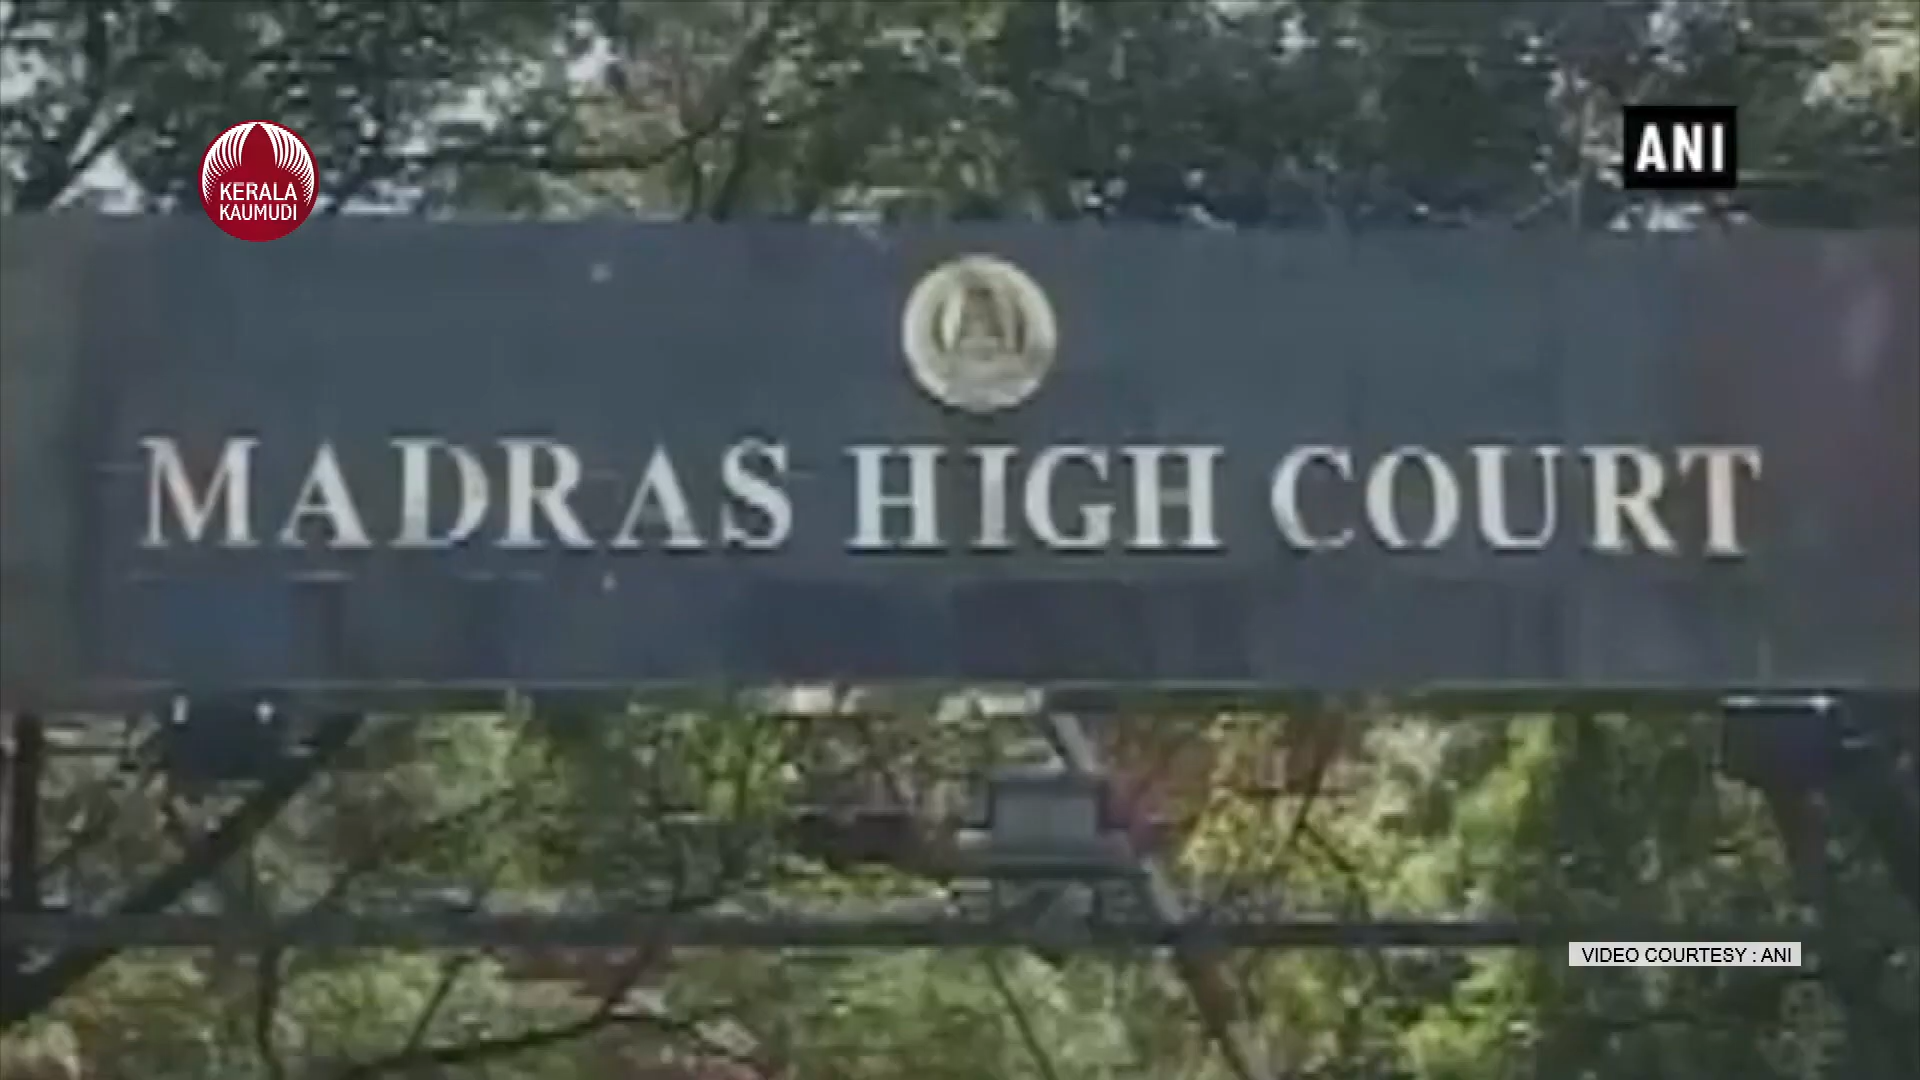 KERALA
KAUMUDI
ANI
MADRAS HIGH COURT
VIDEO COURTESY : ANI